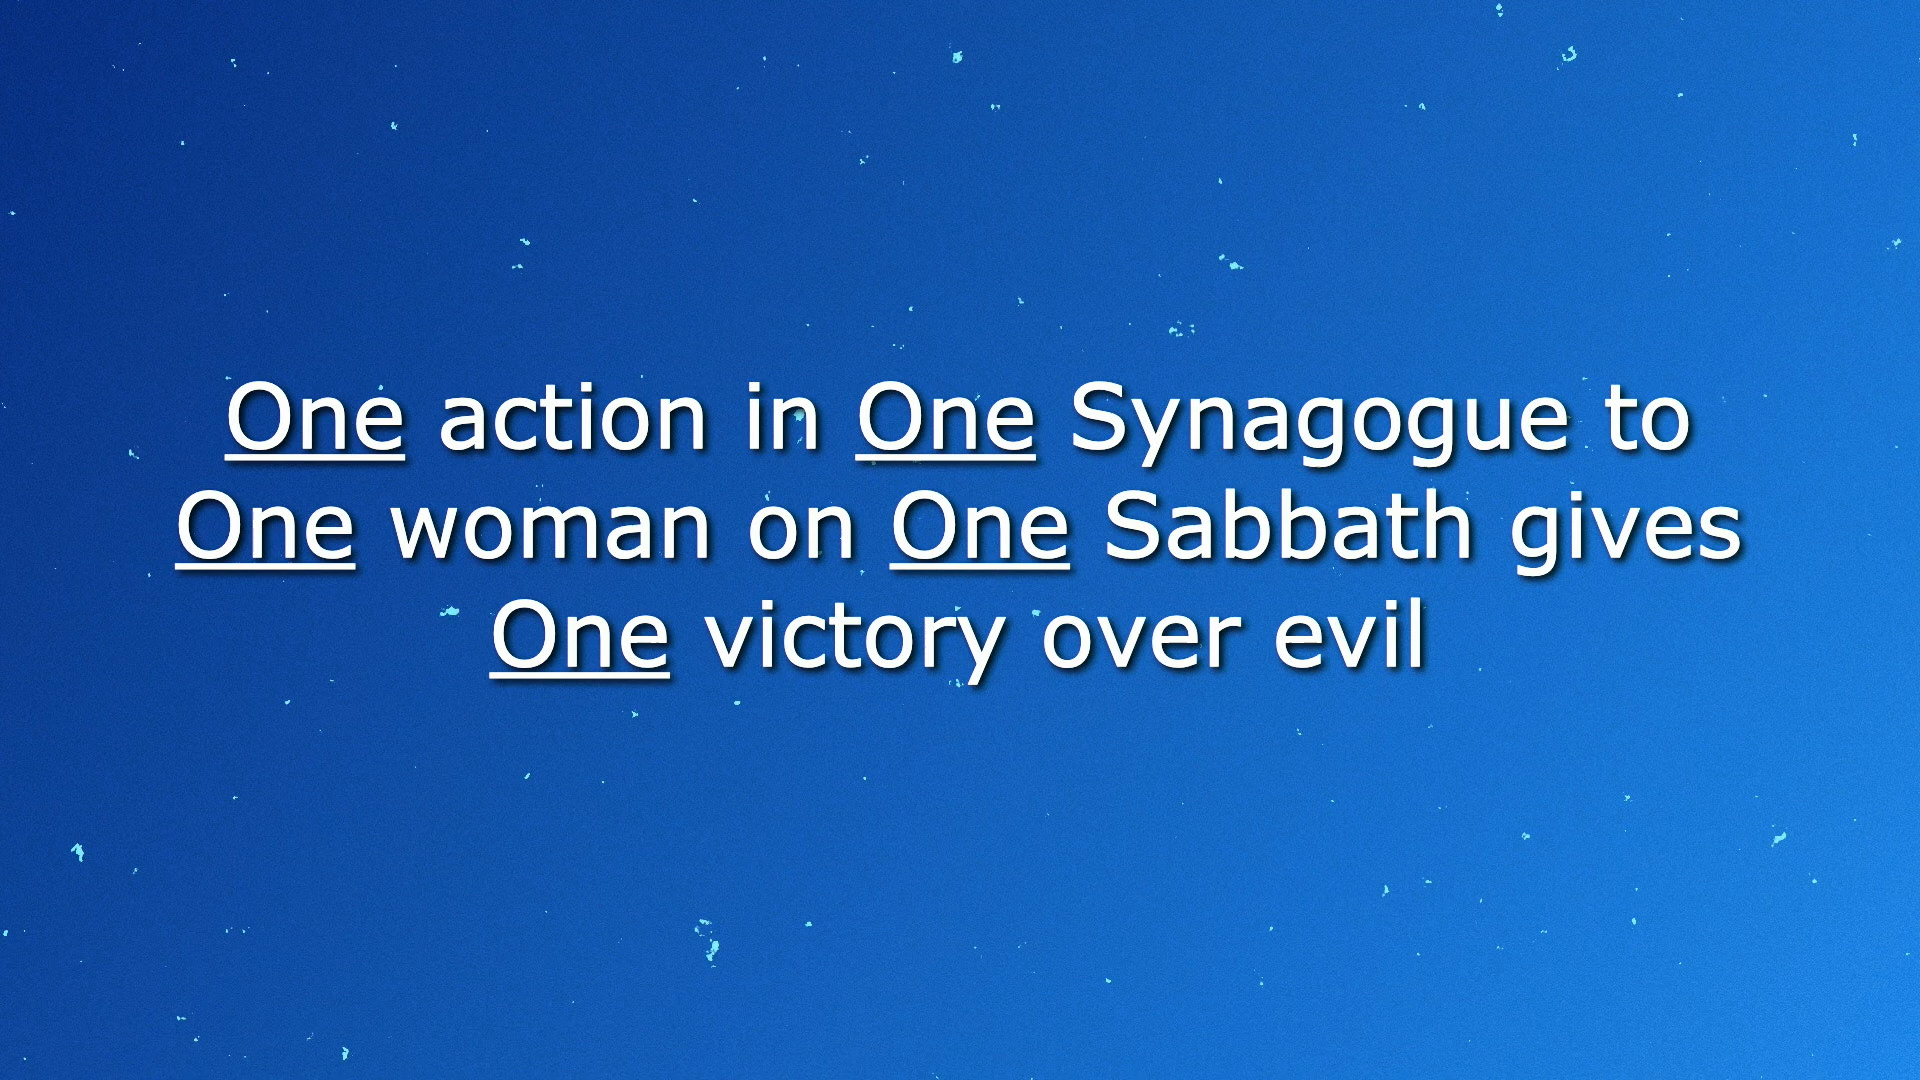 One action in One Synagogue to
One woman on One Sabbath gives
One victory over evil